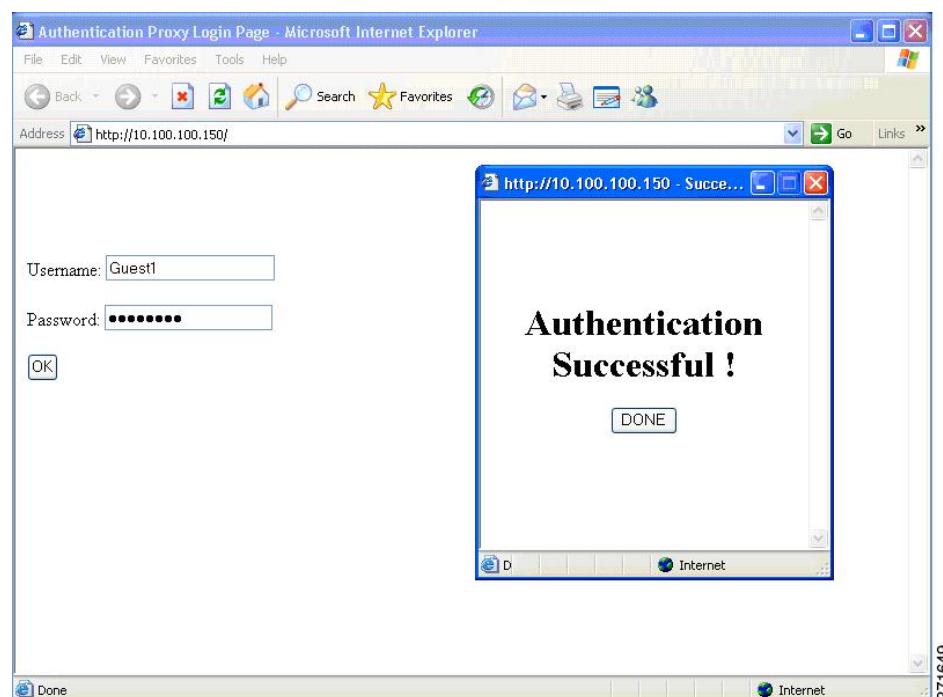 Authentication Proxy Login Page - Microsoft Internet Explorer
File Edit View Favorites Tools Help
Back Search Favorites
Address http://10.100.100.150/ Go Links »
http://10.100.100.150 - Succe...
Username: Guest1
Password: ••••••••
OK
Authentication
Successful !
DONE
D Internet
Done Internet